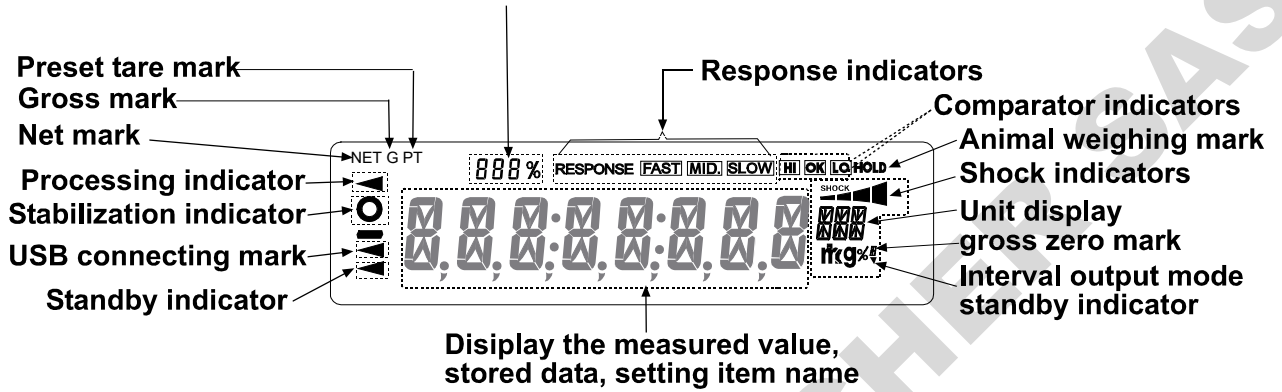 Preset tare mark
Gross mark
Net mark
Processing indicator
Stabilization indicator
USB connecting mark
Standby indicator
Response indicators
Comparator indicators
Animal weighing mark
Shock indicators
Unit display
gross zero mark
Interval output mode
standby indicator
NET G PT
888 % RESPONSE FAST MID. SLOW HI OK LO HOLD
SHOCK
Disiplay the measured value,
stored data, setting item name